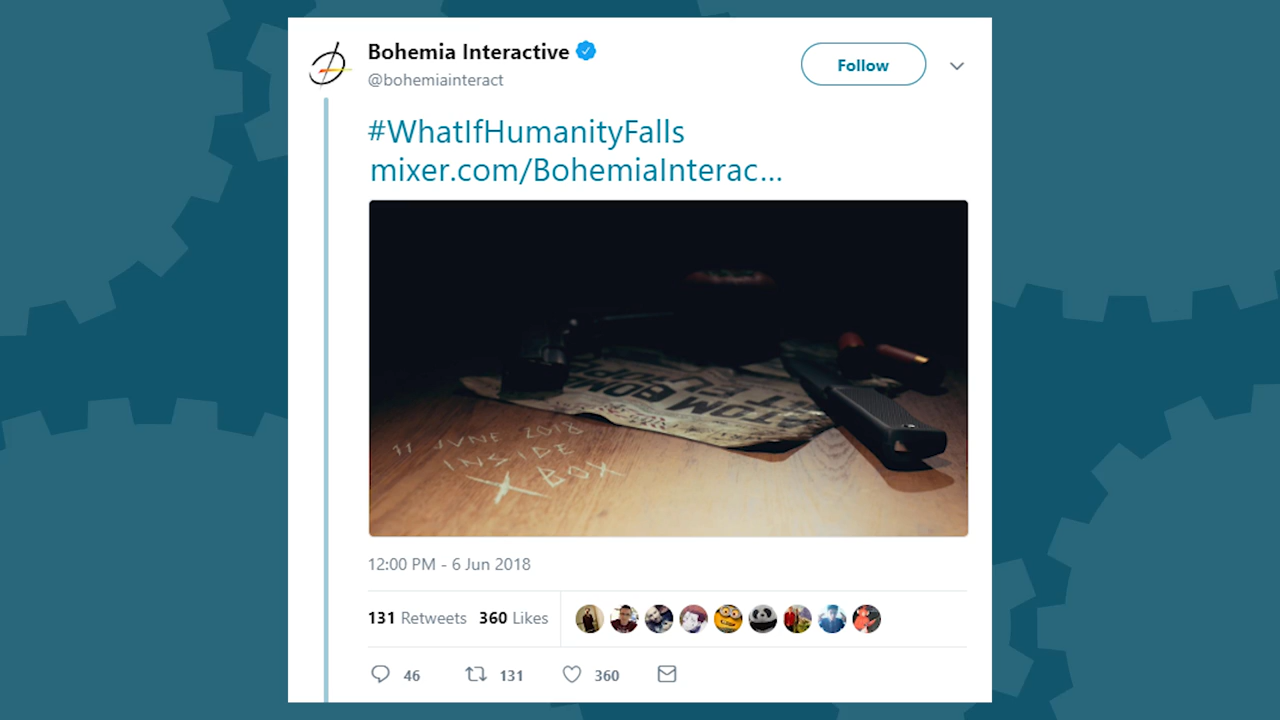 Bohemia Interactive
@bohemiainteract
Follow
#WhatIfHumanityFalls
mixer.com/BohemiaInterac...
11 JUNE 2018
INSIDE
X BOX
12:00 PM - 6 Jun 2018
131 Retweets 360 Likes
46 131 360